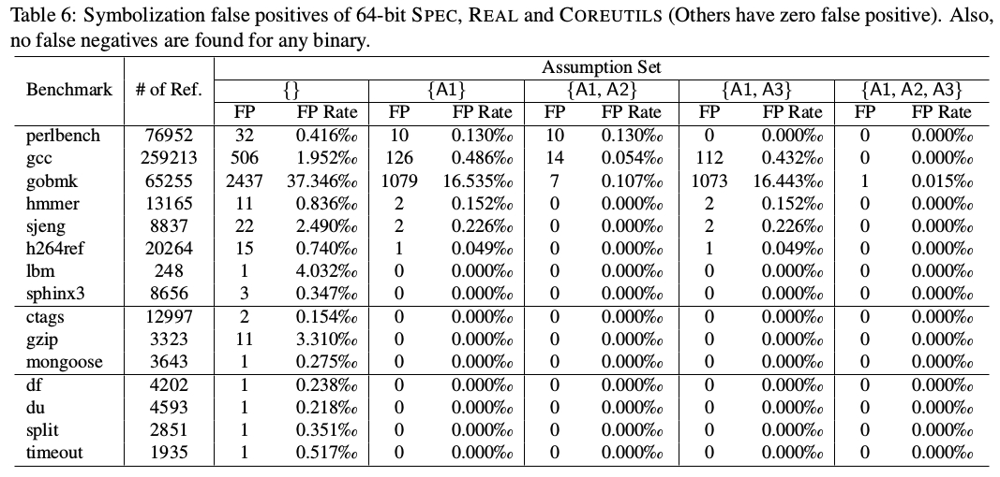 Table 6: Symbolization false positives of 64-bit SPEC, REAL and COREUTILS (Others have zero false positive). Also,
no false negatives are found for any binary.
Assumption Set
Benchmark # of Ref. {} {A1} {A1, A2} {A1, A3} {A1, A2, A3}
FP FP Rate FP FP Rate FP FP Rate FP FP Rate FP FP Rate
perlbench 76952 32 0.416‰ 10 0.130‰ 10 0.130‰ 0 0.000‰ 0 0.000‰
gcc 259213 506 1.952‰ 126 0.486‰ 14 0.054‰ 112 0.432‰ 0 0.000‰
gobmk 65255 2437 37.346‰ 1079 16.535‰ 7 0.107‰ 1073 16.443‰ 1 0.015‰
hmmer 13165 11 0.836‰ 2 0.152‰ 0 0.000‰ 2 0.152‰ 0 0.000‰
sjeng 8837 22 2.490‰ 2 0.226‰ 0 0.000‰ 2 0.226‰ 0 0.000‰
h264ref 20264 15 0.740‰ 1 0.049‰ 0 0.000‰ 1 0.049‰ 0 0.000‰
lbm 248 1 4.032‰ 0 0.000‰ 0 0.000‰ 0 0.000‰ 0 0.000‰
sphinx3 8656 3 0.347‰ 0 0.000‰ 0 0.000‰ 0 0.000‰ 0 0.000‰
ctags 12997 2 0.154‰ 0 0.000‰ 0 0.000‰ 0 0.000‰ 0 0.000‰
gzip 3323 11 3.310‰ 0 0.000‰ 0 0.000‰ 0 0.000‰ 0 0.000‰
mongoose 3643 1 0.275‰ 0 0.000‰ 0 0.000‰ 0 0.000‰ 0 0.000‰
df 4202 1 0.238‰ 0 0.000‰ 0 0.000‰ 0 0.000‰ 0 0.000‰
du 4593 1 0.218‰ 0 0.000‰ 0 0.000‰ 0 0.000‰ 0 0.000‰
split 2851 1 0.351‰ 0 0.000‰ 0 0.000‰ 0 0.000‰ 0 0.000‰
timeout 1935 1 0.517‰ 0 0.000‰ 0 0.000‰ 0 0.000‰ 0 0.000‰